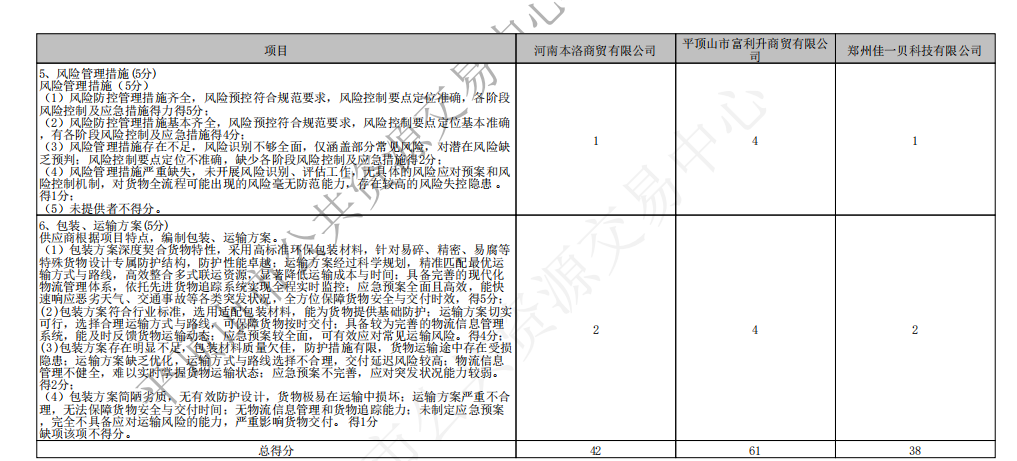 项目 河南本洛商贸有限公司 平顶山市富利升商贸有限公司 郑州佳一贝科技有限公司
5、风险管理措施(5分)
风险管理措施（5分）
（1）风险防控管理措施齐全，风险预控符合规范要求，风险控制要点定位准确，各阶段
风险控制及应急措施得力得5分；
（2）风险防控管理措施基本齐全，风险预控符合规范要求，风险控制要点定位基本准确
，有各阶段风险控制及应急措施得4分；
（3）风险管理措施存在不足，风险识别不够全面，仅涵盖部分常见风险，对潜在风险缺
乏预判；风险控制要点定位不准确，缺少各阶段风险控制及应急措施得2分；
（4）风险管理措施严重缺失，未开展风险识别、评估工作，无具体的风险应对预案和风
险控制机制，对货物全流程可能出现的风险毫无防范能力，存在较高的风险失控隐患。
得1分；
（5）未提供者不得分。
1 4 1
6、包装、运输方案(5分)
供应商根据项目特点，编制包装、运输方案。
（1）包装方案深度契合货物特性，采用高标准环保包装材料，针对易碎、精密、易腐等
特殊货物设计专属防护结构，防护性能卓越；运输方案经过科学规划，精准匹配最优运
输方式与路线，高效整合多式联运资源，显著降低运输成本与时间；具备完善的现代化
物流管理体系，依托先进货物追踪系统实现全程实时监控；应急预案全面且高效，能快
速响应恶劣天气、交通事故等各类突发状况，全方位保障货物安全与交付时效，得5分；
(2)包装方案符合行业标准，选用适配包装材料，能为货物提供基础防护；运输方案切实
可行，选择合理运输方式与路线，可保障货物按时交付；具备较为完善的物流信息管理
系统，能及时反馈货物运输动态；应急预案较全面，可有效应对常见运输风险。得4分；
(3)包装方案存在明显不足，包装材料质量欠佳，防护措施有限，货物运输途中存在受损
隐患；运输方案缺乏优化，运输方式与路线选择不合理，交付延迟风险较高；物流信息
管理不健全，难以实时掌握货物运输状态；应急预案不完善，应对突发状况能力较弱。
得2分；
（4）包装方案简陋劣质，无有效防护设计，货物极易在运输中损坏；运输方案严重不合
理，无法保障货物安全与交付时间；无物流信息管理和货物追踪能力；未制定应急预案
，完全不具备应对运输风险的能力，严重影响货物交付。 得1分
缺项该项不得分。
2 4 2
总得分 42 61 38